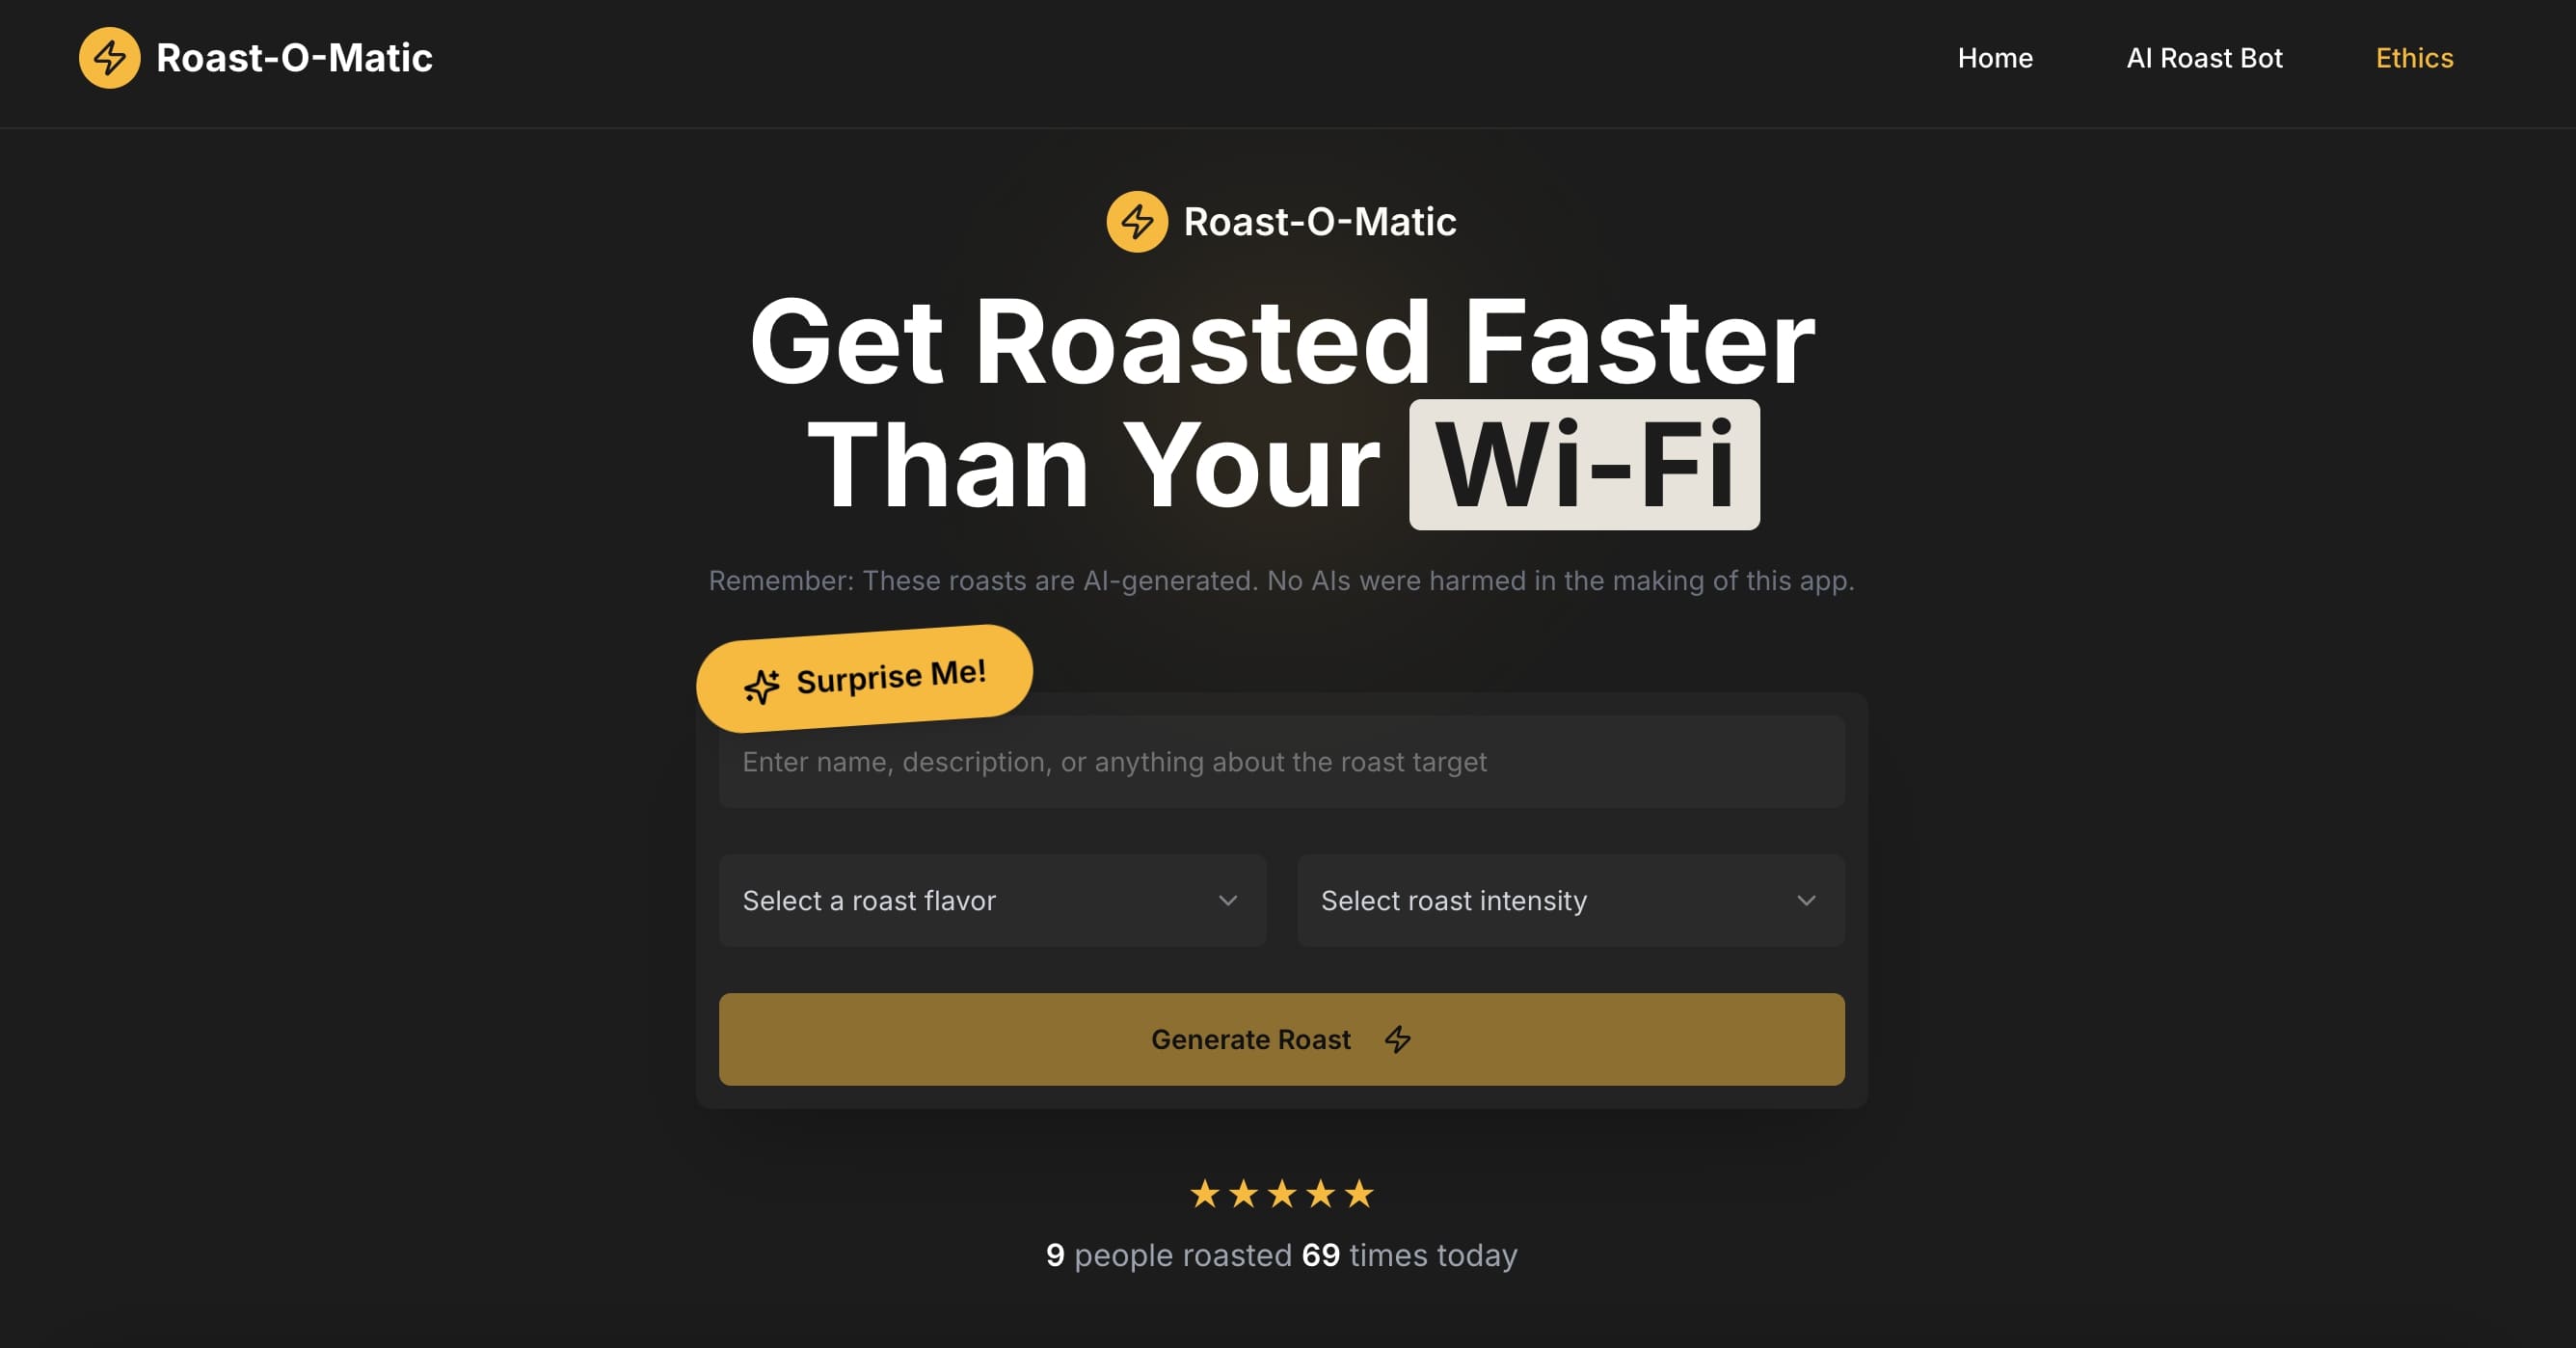 Roast-O-Matic
Home
AI Roast Bot
Ethics
Roast-O-Matic
Get Roasted Faster
Than Your Wi-Fi
Remember: These roasts are AI-generated. No AIs were harmed in the making of this app.
Surprise Me!
Enter name, description, or anything about the roast target
Select a roast flavor
Select roast intensity
Generate Roast
9 people roasted 69 times today